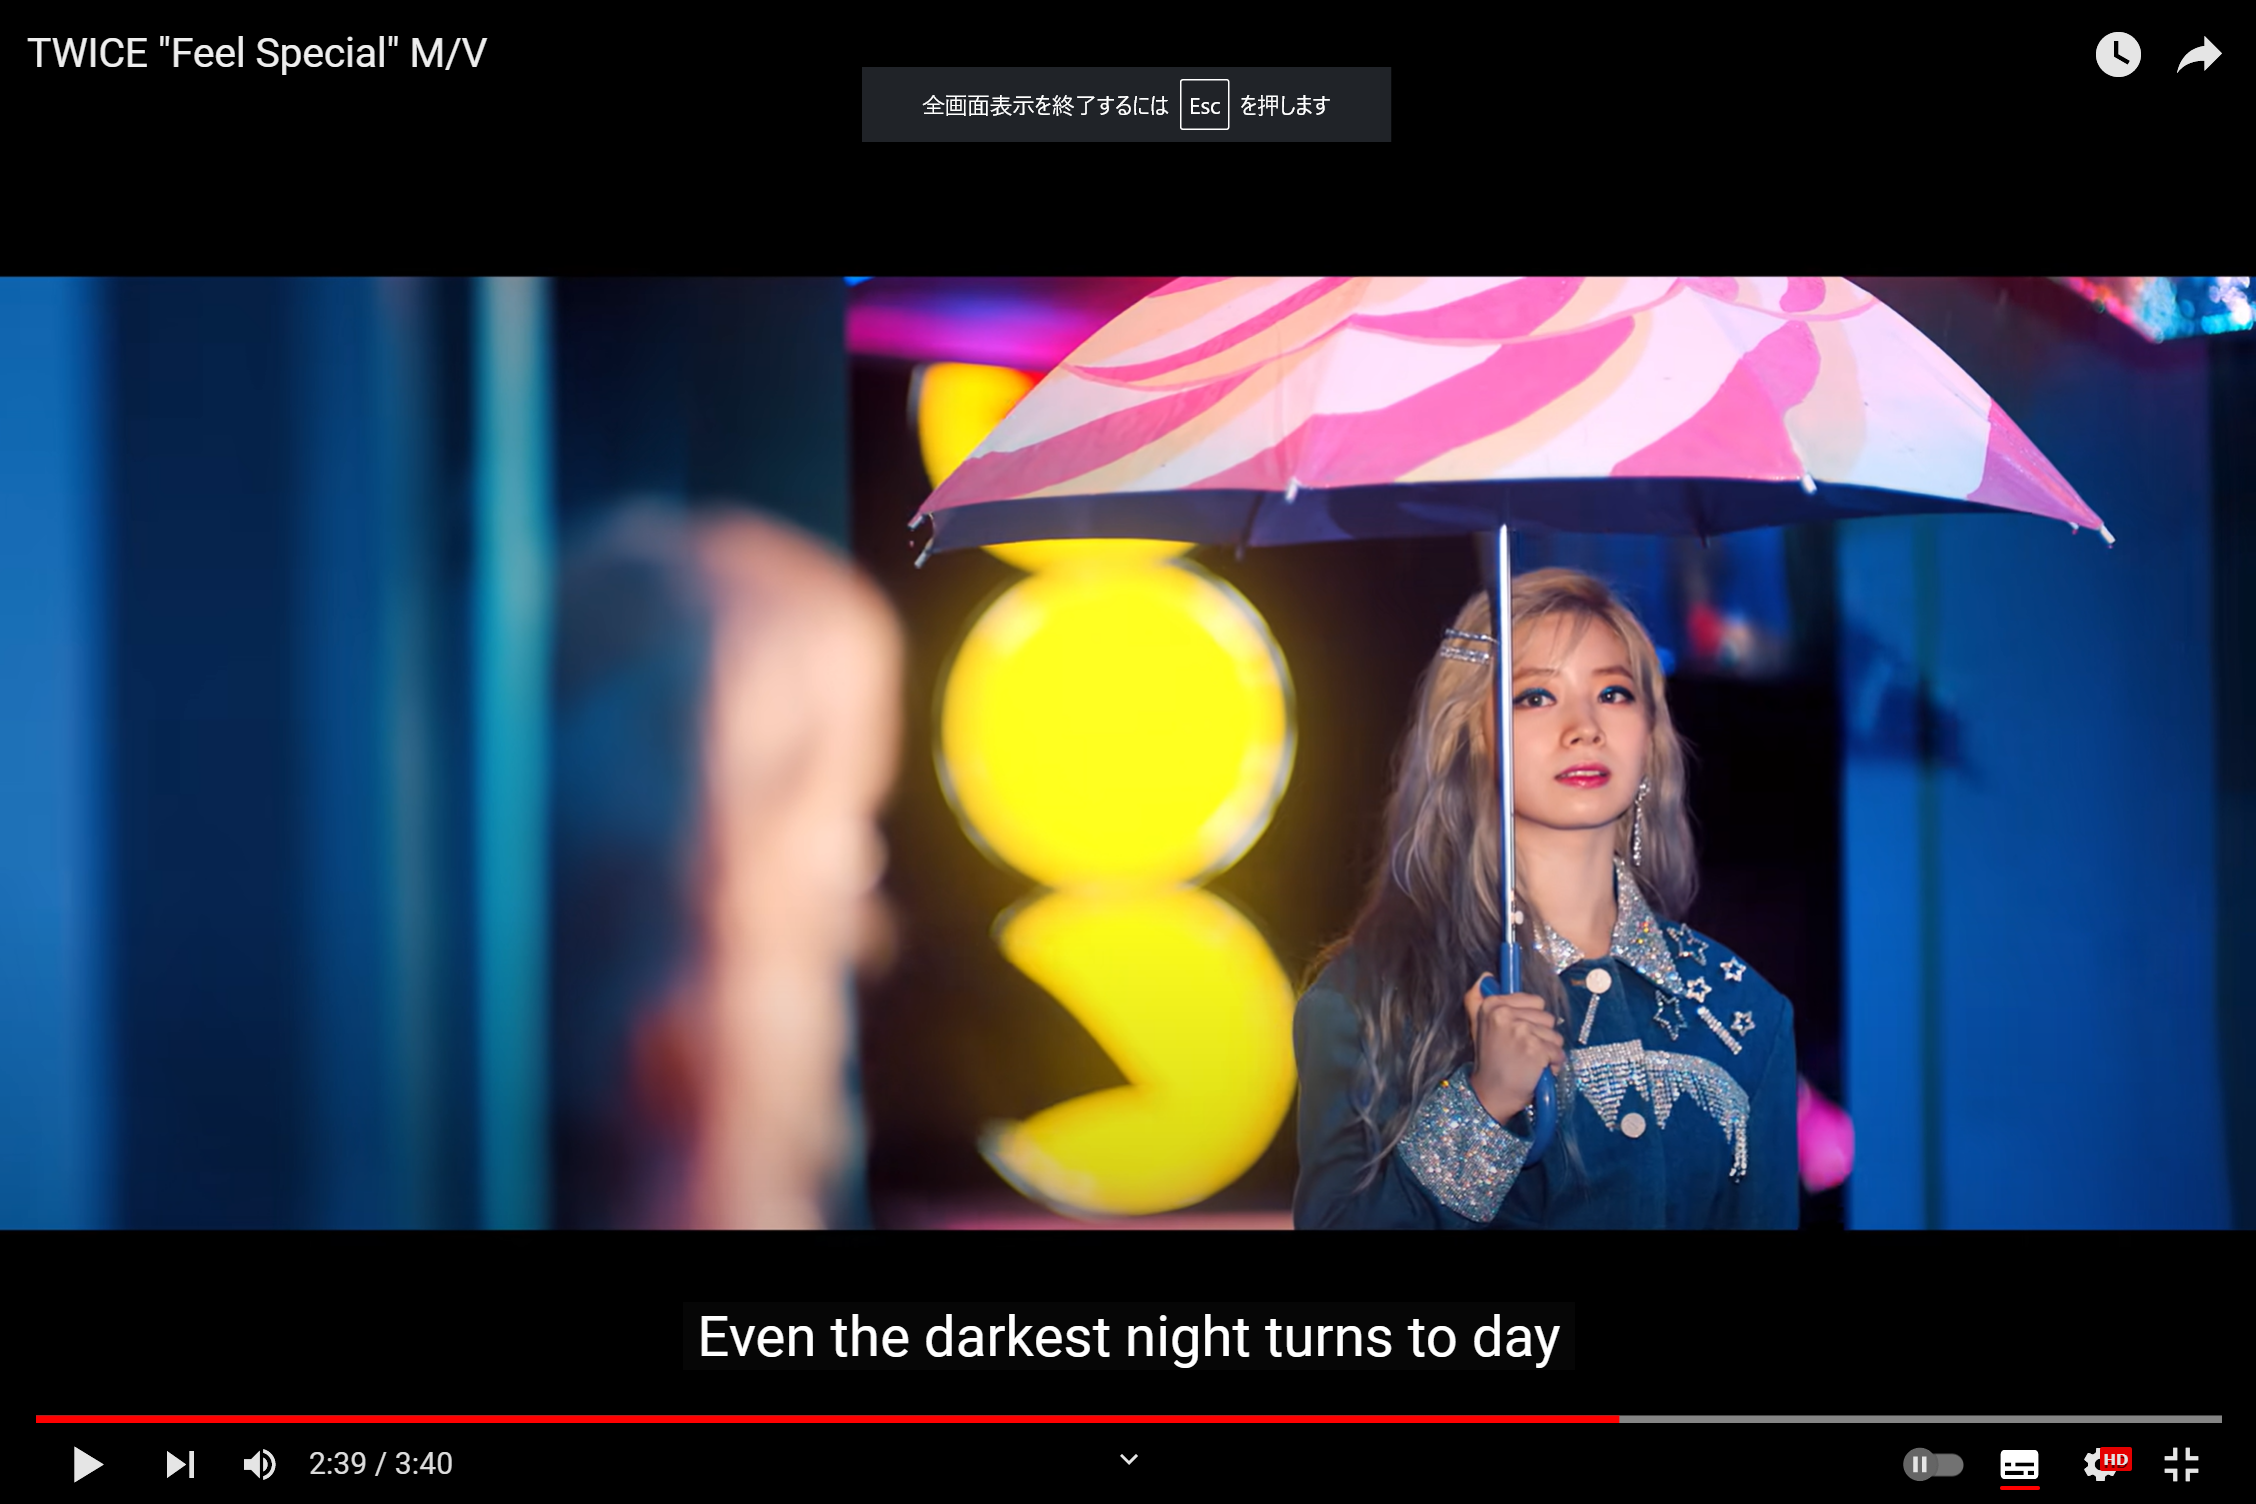 TWICE "Feel Special" M/V
全画面表示を終了するには Esc を押します
Even the darkest night turns to day
2:39 / 3:40
HD